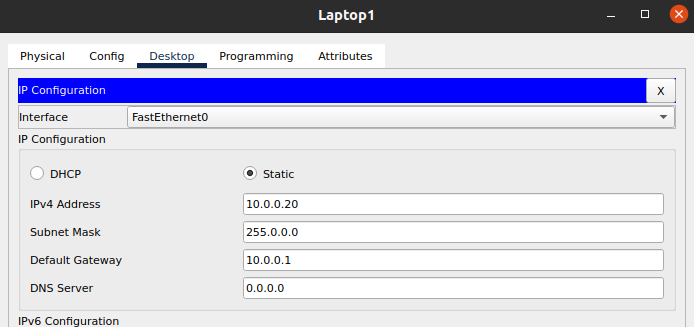 Laptop1
Physical Config Desktop Programming Attributes
IP Configuration X
Interface FastEthernet0
IP Configuration
DHCP Static
IPv4 Address 10.0.0.20
Subnet Mask 255.0.0.0
Default Gateway 10.0.0.1
DNS Server 0.0.0.0
IPv6 Configuration